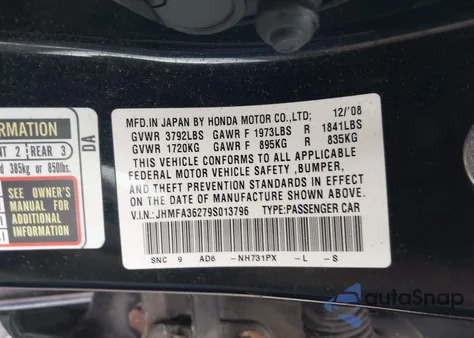 MFD.IN JAPAN BY HONDA MOTOR CO.,LTD; 12/'08
GVWR 3792LBS GAWR F 1973LBS R 1841LBS
GVWR 1720KG GAWR F 895KG R 835KG
THIS VEHICLE CONFORMS TO ALL APPLICABLE
FEDERAL MOTOR VEHICLE SAFETY ,BUMPER,
AND THEFT PREVENTION STANDARDS IN EFFECT
ON THE DATE OF MANUFACTURE SHOWN ABOVE.
V.I.N.: JHMFA36279S013796 TYPE:PASSENGER CAR
SNC 9 AD6 -NH731PX -L -S
2 REAR 3
385kg or 850lbs.
SEE OWNER'S
MANUAL FOR
ADDITIONAL
INFORMATION
DA
autoSnap